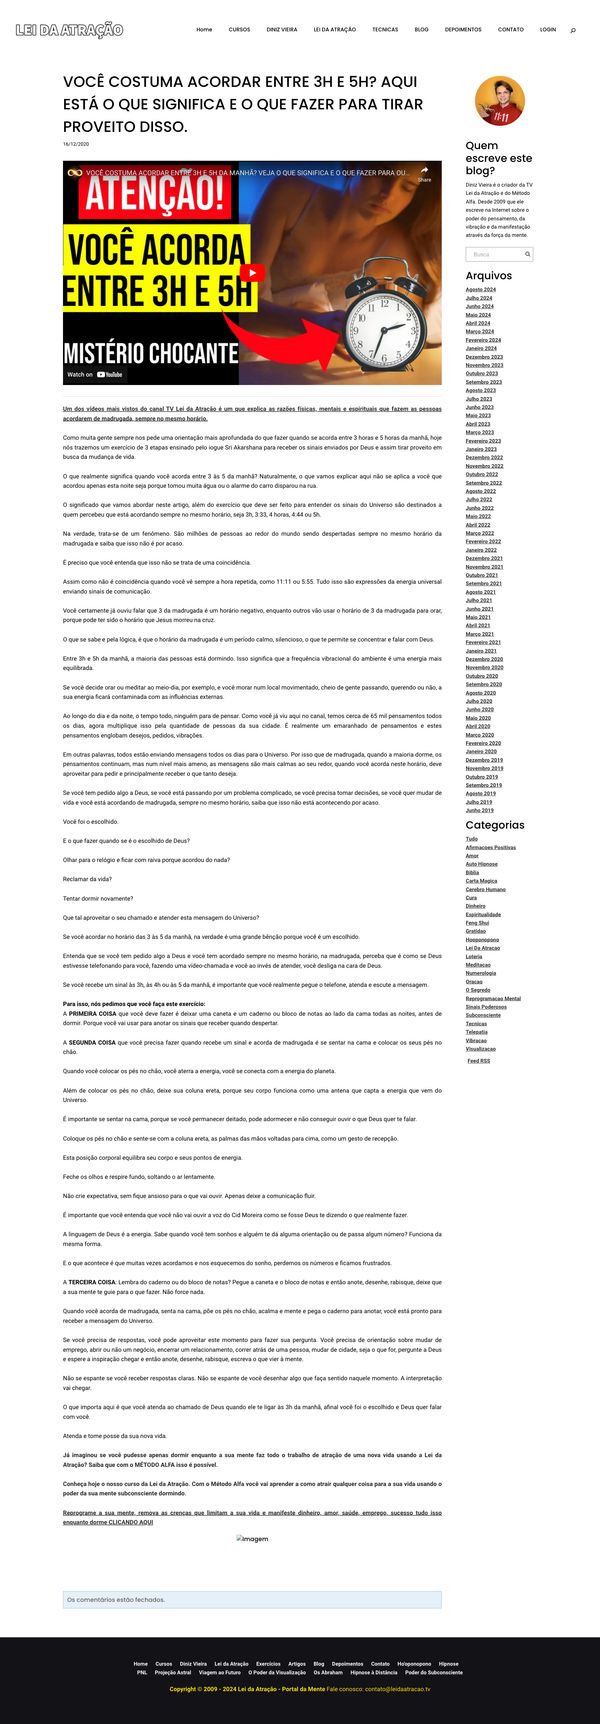 LEI DA ATRAÇÃO
Home CURSOS DINIZ VIEIRA LEI DA ATRAÇÃO TECNICAS BLOG DEPOIMENTOS CONTATO LOGIN
VOCÊ COSTUMA ACORDAR ENTRE 3H E 5H? AQUI
ESTÁ O QUE SIGNIFICA E O QUE FAZER PARA TIRAR
PROVEITO DISSO.
16/12/2020
VOCÊ COSTUMA ACORDAR ENTRE 3H E 5H DA MANHÃ? VEJA O QUE SIGNIFICA E O QUE FAZER PARA OU...
Share
ATENÇÃO!
VOCÊ ACORDA
ENTRE 3H E 5H
MISTÉRIO CHOCANTE
Watch on YouTube
Um dos vídeos mais vistos do canal TV Lei da Atração é um que explica as razões físicas, mentais e espirituais que fazem as pessoas
acordarem de madrugada, sempre no mesmo horário.
Como muita gente sempre nos pede uma orientação mais aprofundada do que fazer quando se acorda entre 3 horas e 5 horas da manhã, hoje
nós trazemos um exercício de 3 etapas ensinado pelo iogue Sri Akarshana para receber os sinais enviados por Deus e assim tirar proveito em
busca da mudança de vida.
O que realmente significa quando você acorda entre 3 às 5 da manhã? Naturalmente, o que vamos explicar aqui não se aplica a você que
acordou apenas esta noite seja porque tomou muita água ou o alarme do carro disparou na rua.
O significado que vamos abordar neste artigo, além do exercício que deve ser feito para entender os sinais do Universo são destinados a
quem percebeu que está acordando sempre no mesmo horário, seja 3h, 3:33, 4 horas, 4:44 ou 5h.
Na verdade, trata-se de um fenômeno. São milhões de pessoas ao redor do mundo sendo despertadas sempre no mesmo horário da
madrugada e saiba que isso não é por acaso.
É preciso que você entenda que isso não se trata de uma coincidência.
Assim como não é coincidência quando você vê sempre a hora repetida, como 11:11 ou 5:55. Tudo isso são expressões da energia universal
enviando sinais de comunicação.
Você certamente já ouviu falar que 3 da madrugada é um horário negativo, enquanto outros vão usar o horário de 3 da madrugada para orar,
porque pode ter sido o horário que Jesus morreu na cruz.
O que se sabe e pela lógica, é que o horário da madrugada é um período calmo, silencioso, o que te permite se concentrar e falar com Deus.
Entre 3h e 5h da manhã, a maioria das pessoas está dormindo. Isso significa que a frequência vibracional do ambiente é uma energia mais
equilibrada.
Se você decide orar ou meditar ao meio-dia, por exemplo, e você morar num local movimentado, cheio de gente passando, querendo ou não, a
sua energia ficará contaminada com as influências externas.
Ao longo do dia e da noite, o tempo todo, ninguém para de pensar. Como você já viu aqui no canal, temos cerca de 65 mil pensamentos todos
os dias, agora multiplique isso pela quantidade de pessoas da sua cidade. É realmente um emaranhado de pensamentos e estes
pensamentos englobam desejos, pedidos, vibrações.
Em outras palavras, todos estão enviando mensagens todos os dias para o Universo. Por isso que de madrugada, quando a maioria dorme, os
pensamentos continuam, mas num nível mais ameno, as mensagens são mais calmas ao seu redor, quando você acorda neste horário, deve
aproveitar para pedir e principalmente receber o que tanto deseja.
Se você tem pedido algo a Deus, se você está passando por um problema complicado, se você precisa tomar decisões, se você quer mudar de
vida e você está acordando de madrugada, sempre no mesmo horário, saiba que isso não está acontecendo por acaso.
Você foi o escolhido.
E o que fazer quando se é o escolhido de Deus?
Olhar para o relógio e ficar com raiva porque acordou do nada?
Reclamar da vida?
Tentar dormir novamente?
Que tal aproveitar o seu chamado e atender esta mensagem do Universo?
Se você acordar no horário das 3 às 5 da manhã, na verdade é uma grande bênção porque você é um escolhido.
Entenda que se você tem pedido algo a Deus e você tem acordado sempre no mesmo horário, na madrugada, perceba que é como se Deus
estivesse telefonando para você, fazendo uma vídeo-chamada e você ao invés de atender, você desliga na cara de Deus.
Se você recebe um sinal às 3h, às 4h ou às 5 da manhã, é importante que você realmente pegue o telefone, atenda e escute a mensagem.
Para isso, nós pedimos que você faça este exercício:
A PRIMEIRA COISA que você deve fazer é deixar uma caneta e um caderno ou bloco de notas ao lado da cama todas as noites, antes de
dormir. Porque você vai usar para anotar os sinais que receber quando despertar.
A SEGUNDA COISA que você precisa fazer quando recebe um sinal e acorda de madrugada é se sentar na cama e colocar os seus pés no
chão.
Quando você colocar os pés no chão, você aterra a energia, você se conecta com a energia do planeta.
Além de colocar os pés no chão, deixe sua coluna ereta, porque seu corpo funciona como uma antena que capta a energia que vem do
Universo.
É importante se sentar na cama, porque se você permanecer deitado, pode adormecer e não conseguir ouvir o que Deus quer te falar.
Coloque os pés no chão e sente-se com a coluna ereta, as palmas das mãos voltadas para cima, como um gesto de recepção.
Esta posição corporal equilibra seu corpo e seus pontos de energia.
Feche os olhos e respire fundo, soltando o ar lentamente.
Não crie expectativa, sem fique ansioso para o que vai ouvir. Apenas deixe a comunicação fluir.
É importante que você entenda que você não vai ouvir a voz do Cid Moreira como se fosse Deus te dizendo o que realmente fazer.
A linguagem de Deus é a energia. Sabe quando você tem sonhos e alguém te dá alguma orientação ou de passa algum número? Funciona da
mesma forma.
E o que acontece é que muitas vezes acordamos e nos esquecemos do sonho, perdemos os números e ficamos frustrados.
A TERCEIRA COISA: Lembra do caderno ou do bloco de notas? Pegue a caneta e o bloco de notas e então anote, desenhe, rabisque, deixe que
a sua mente te guie para o que fazer. Não force nada.
Quando você acorda de madrugada, senta na cama, põe os pés no chão, acalma e mente e pega o caderno para anotar, você está pronto para
receber a mensagem do Universo.
Se você precisa de respostas, você pode aproveitar este momento para fazer sua pergunta. Você precisa de orientação sobre mudar de
emprego, abrir ou não um negócio, encerrar um relacionamento, correr atrás de uma pessoa, mudar de cidade, seja o que for, pergunte a Deus
e espere a inspiração chegar e então anote, desenhe, rabisque, escreva o que vier à mente.
Não se espante se você receber respostas claras. Não se espante de você desenhar algo que faça sentido naquele momento. A interpretação
vai chegar.
O que importa aqui é que você atenda ao chamado de Deus quando ele te ligar às 3h da manhã, afinal você foi o escolhido e Deus quer falar
com você.
Atenda e tome posse da sua nova vida.
Já imaginou se você pudesse apenas dormir enquanto a sua mente faz todo o trabalho de atração de uma nova vida usando a Lei da
Atração? Saiba que com o MÉTODO ALFA isso é possível.
Conheça hoje o nosso curso da Lei da Atração. Com o Método Alfa você vai aprender a como atrair qualquer coisa para a sua vida usando o
poder da sua mente subconsciente dormindo.
Reprograme a sua mente, remova as crenças que limitam a sua vida e manifeste dinheiro, amor, saúde, emprego, sucesso tudo isso
enquanto dorme CLICANDO AQUI
Imagem
Os comentários estão fechados.
11:11
Quem
escreve este
blog?
Diniz Vieira é o criador da TV
Lei da Atração e do Método
Alfa. Desde 2009 que ele
escreve na Internet sobre o
poder do pensamento, da
vibração e da manifestação
através da força da mente.
Busca
Arquivos
Agosto 2024
Julho 2024
Junho 2024
Maio 2024
Abril 2024
Março 2024
Fevereiro 2024
Janeiro 2024
Dezembro 2023
Novembro 2023
Outubro 2023
Setembro 2023
Agosto 2023
Julho 2023
Junho 2023
Maio 2023
Abril 2023
Março 2023
Fevereiro 2023
Janeiro 2023
Dezembro 2022
Novembro 2022
Outubro 2022
Setembro 2022
Agosto 2022
Julho 2022
Junho 2022
Maio 2022
Abril 2022
Março 2022
Fevereiro 2022
Janeiro 2022
Dezembro 2021
Novembro 2021
Outubro 2021
Setembro 2021
Agosto 2021
Julho 2021
Junho 2021
Maio 2021
Abril 2021
Março 2021
Fevereiro 2021
Janeiro 2021
Dezembro 2020
Novembro 2020
Outubro 2020
Setembro 2020
Agosto 2020
Julho 2020
Junho 2020
Maio 2020
Abril 2020
Março 2020
Fevereiro 2020
Janeiro 2020
Dezembro 2019
Novembro 2019
Outubro 2019
Setembro 2019
Agosto 2019
Julho 2019
Junho 2019
Categorias
Tudo
Afirmacoes Positivas
Amor
Auto Hipnose
Biblia
Carta Magica
Cerebro Humano
Cura
Dinheiro
Espiritualidade
Feng Shui
Gratidao
Hooponopono
Lei Da Atracao
Loteria
Meditacao
Numerologia
Oracao
O Segredo
Reprogramacao Mental
Sinais Poderosos
Subconsciente
Tecnicas
Telepatia
Vibracao
Visualizacao
Feed RSS
Home Cursos Diniz Vieira Lei da Atração Exercícios Artigos Blog Depoimentos Contato Ho'oponopono Hipnose
PNL Projeção Astral Viagem ao Futuro O Poder da Visualização Os Abraham Hipnose à Distância Poder do Subconsciente
Copyright © 2009 - 2024 Lei da Atração - Portal da Mente Fale conosco: contato@leidaatracao.tv